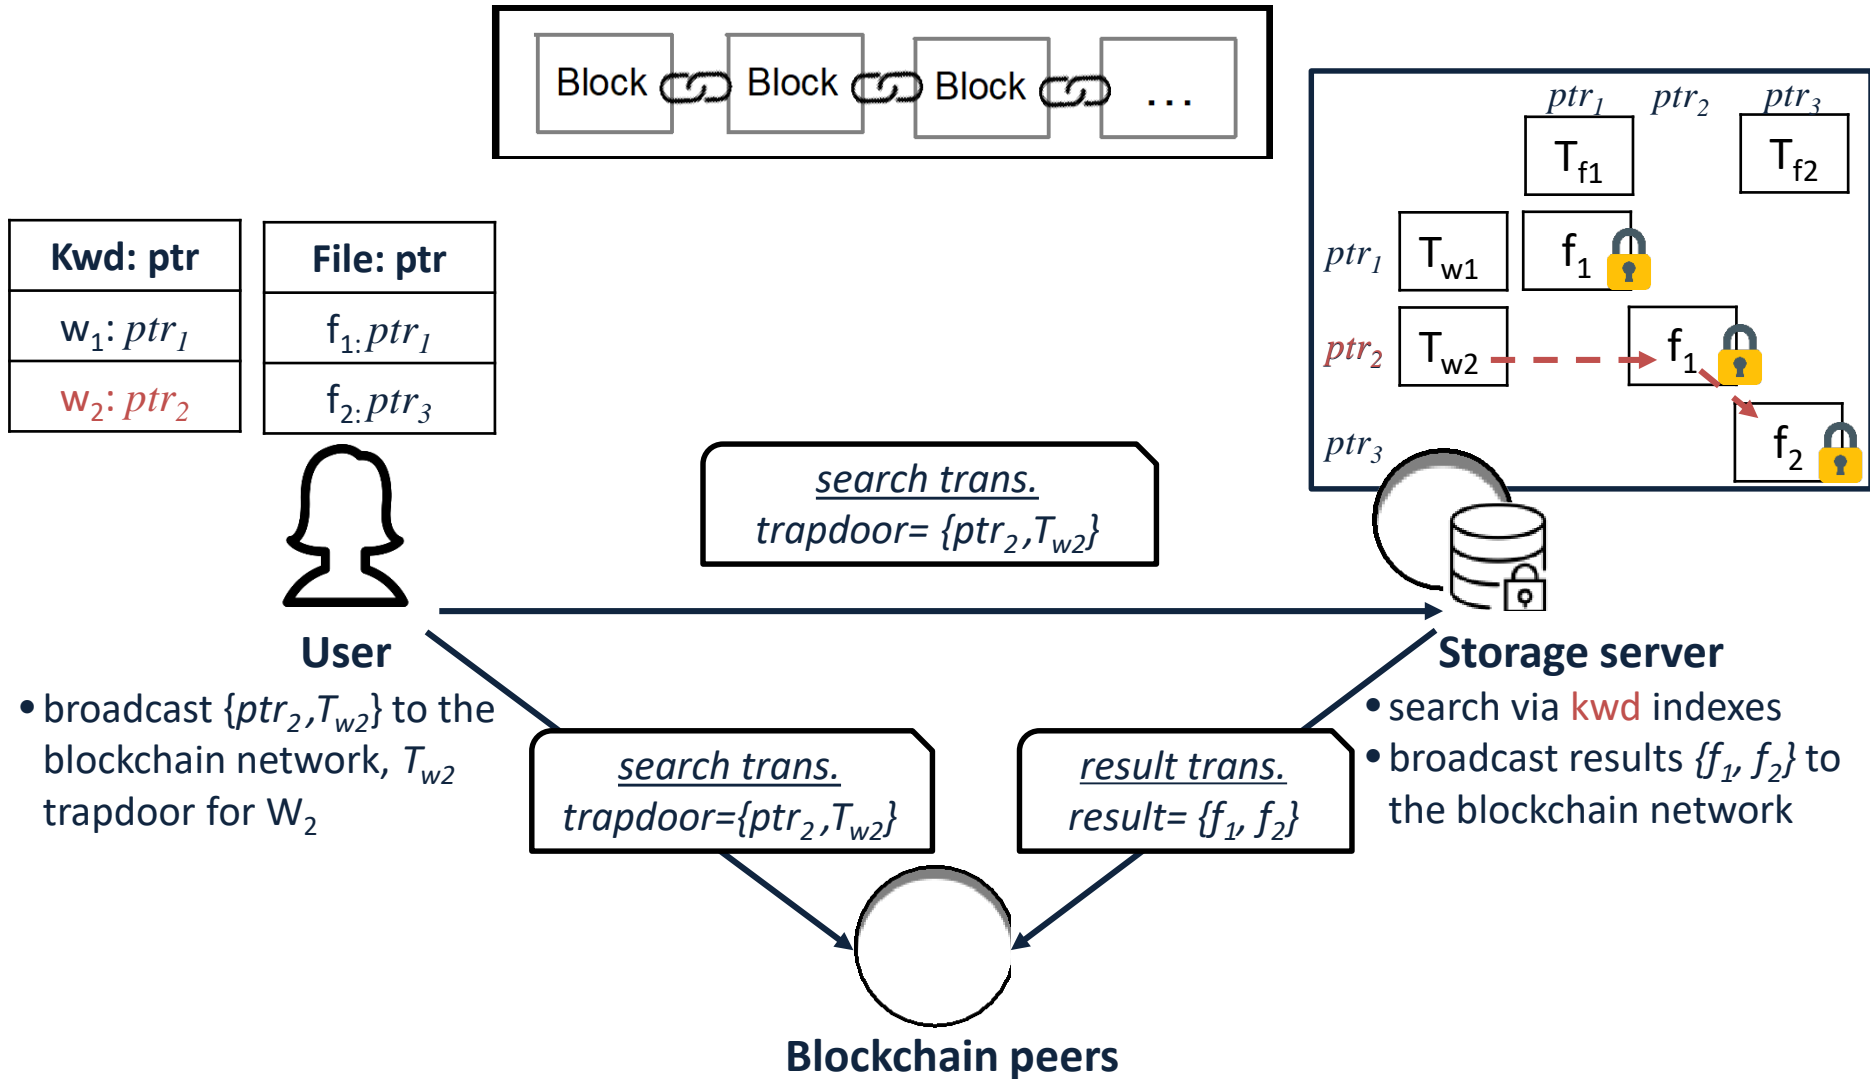 Block Block Block ...
ptr1 ptr2 ptr3
Tf1 Tf2
ptr1 Tw1 f1
ptr2 Tw2 f1
ptr3 f2
Kwd: ptr
w1: ptr1
w2: ptr2
File: ptr
f1: ptr1
f2: ptr3
search trans.
trapdoor= {ptr2,Tw2}
User
• broadcast {ptr2,Tw2} to the
blockchain network, Tw2
trapdoor for W2
search trans.
trapdoor={ptr2,Tw2}
result trans.
result= {f1, f2}
Storage server
• search via kwd indexes
• broadcast results {f1, f2} to
the blockchain network
Blockchain peers